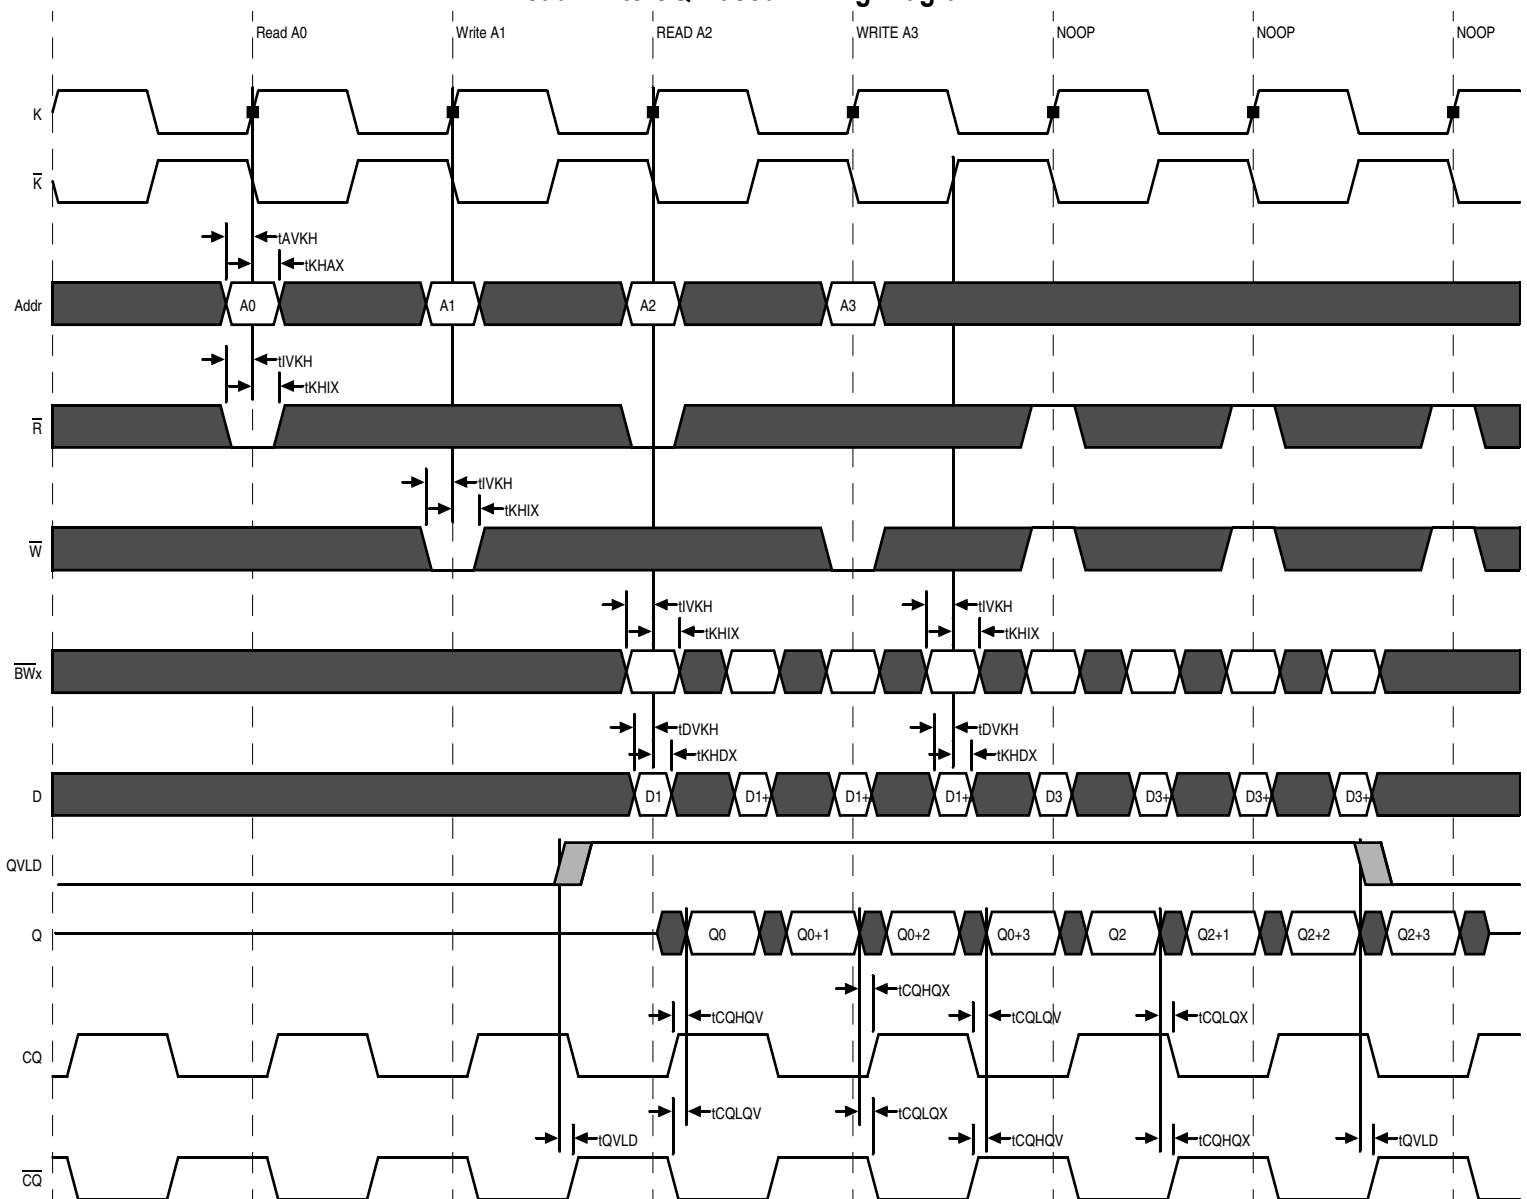 Read A0 Write A1 READ A2 WRITE A3 NOOP NOOP NOOP
K
K
tAVKH
tKHAX
Addr A0 A1 A2 A3
tIVKH
tKHIX
R
tIVKH
tKHIX
W
tIVKH tIVKH
tKHIX tKHIX
BWx
tDVKH tDVKH
tKHDX tKHDX
D D1 D1+ D1+ D1+ D3 D3+ D3+ D3+
QVLD
Q Q0 Q0+1 Q0+2 Q0+3 Q2 Q2+1 Q2+2 Q2+3
tCQHQX
tCQHQV tCQLQV tCQLQX
CQ
tCQLQV tCQLQX
tQVLD tCQHQV tCQHQX tQVLD
CQ